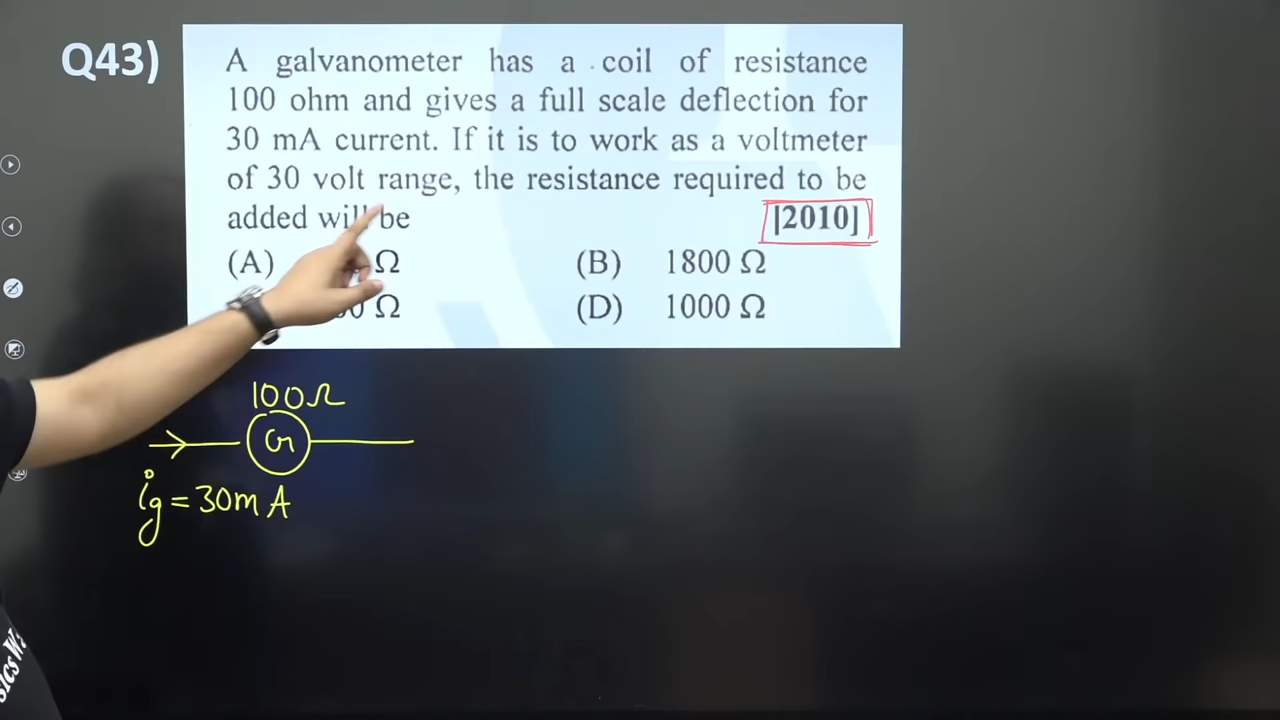 Q43)
A galvanometer has a coil of resistance
100 ohm and gives a full scale deflection for
30 mA current. If it is to work as a voltmeter
of 30 volt range, the resistance required to be
added will be [2010]
(A) Ω (B) 1800 Ω
Ω (D) 1000 Ω
100Ω
G
ig = 30mA